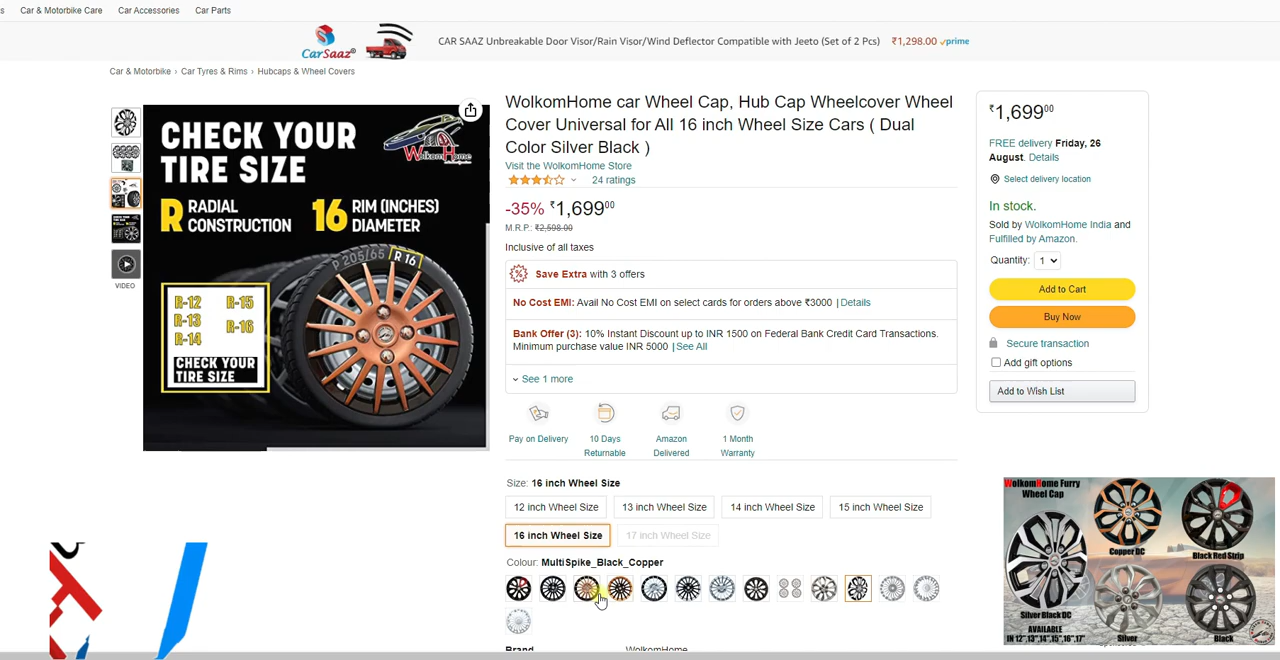 s Car & Motorbike Care Car Accessories Car Parts
CarSaaz
CAR SAAZ Unbreakable Door Visor/Rain Visor/Wind Deflector Compatible with Jeeto (Set of 2 Pcs) ₹1,298.00 prime
Car & Motorbike › Car Tyres & Rims › Hubcaps & Wheel Covers
CHECK YOUR
TIRE SIZE
WolkomHome
R RADIAL CONSTRUCTION
16 RIM (INCHES) DIAMETER
P 205/65 R 16
R-12 R-15
R-13 R-16
R-14
CHECK YOUR
TIRE SIZE
VIDEO
WolkomHome car Wheel Cap, Hub Cap Wheelcover Wheel
Cover Universal for All 16 inch Wheel Size Cars ( Dual
Color Silver Black )
Visit the WolkomHome Store
24 ratings
-35% ₹1,69900
M.R.P.: ₹2,598.00
Inclusive of all taxes
Save Extra with 3 offers
No Cost EMI: Avail No Cost EMI on select cards for orders above ₹3000 | Details
Bank Offer (3): 10% Instant Discount up to INR 1500 on Federal Bank Credit Card Transactions.
Minimum purchase value INR 5000 | See All
See 1 more
Pay on Delivery
10 Days
Returnable
Amazon
Delivered
1 Month
Warranty
Size: 16 inch Wheel Size
12 inch Wheel Size 13 inch Wheel Size 14 inch Wheel Size 15 inch Wheel Size
16 inch Wheel Size 17 inch Wheel Size
Colour: MultiSpike_Black_Copper
Brand WolkomHome
₹1,69900
FREE delivery Friday, 26
August. Details
Select delivery location
In stock.
Sold by WolkomHome India and
Fulfilled by Amazon.
Quantity: 1
Add to Cart
Buy Now
Secure transaction
Add gift options
Add to Wish List
WolkomHome Furry
Wheel Cap
Copper DC
Black Red Strip
Silver Black DC
AVAILABLE
IN 12",13",14",15",16",17"
Silver
Black